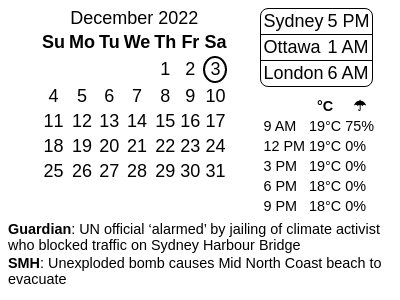 December 2022
Su Mo Tu We Th Fr Sa
1 2 3
4 5 6 7 8 9 10
11 12 13 14 15 16 17
18 19 20 21 22 23 24
25 26 27 28 29 30 31
Sydney 5 PM
Ottawa 1 AM
London 6 AM
°C ☂
9 AM 19°C 75%
12 PM 19°C 0%
3 PM 19°C 0%
6 PM 18°C 0%
9 PM 18°C 0%
Guardian: UN official ‘alarmed’ by jailing of climate activist
who blocked traffic on Sydney Harbour Bridge
SMH: Unexploded bomb causes Mid North Coast beach to
evacuate